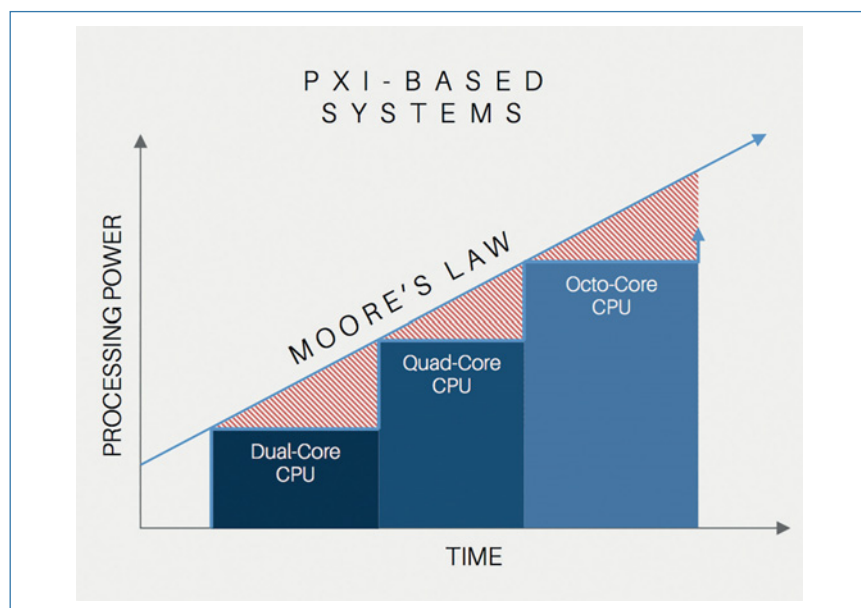 PXI-BASED
SYSTEMS
PROCESSING POWER
MOORE'S LAW
Dual-Core
CPU
Quad-Core
CPU
Octo-Core
CPU
TIME